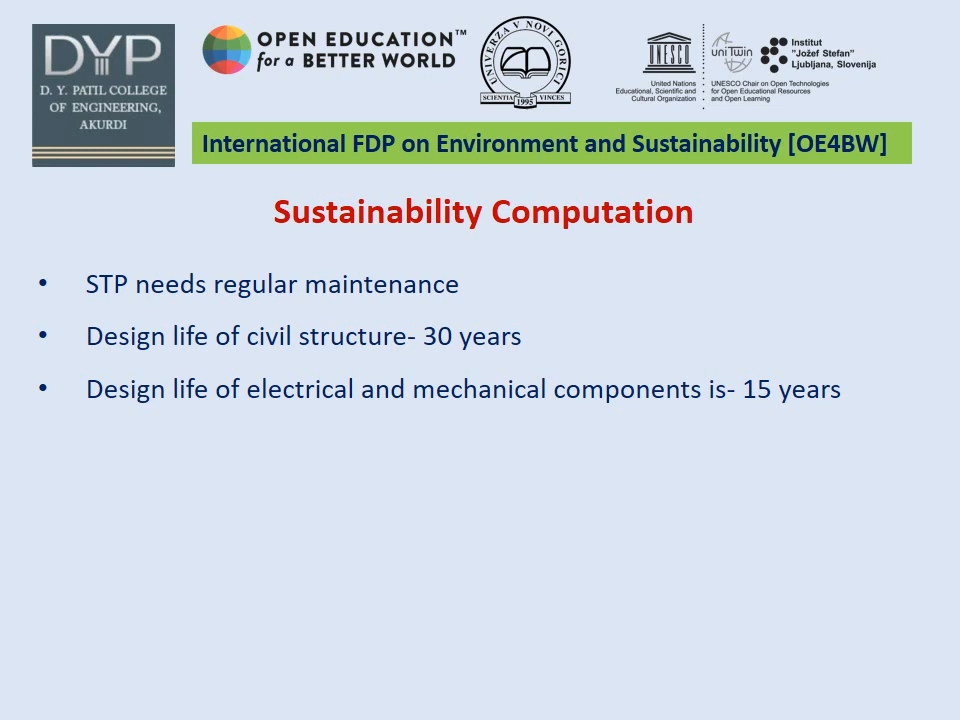 DYP
D. Y. PATIL COLLEGE
OF ENGINEERING,
AKURDI
OPEN EDUCATION™
for a BETTER WORLD
UNIVERZA V NOVI GORICI
SCIENTIA VINCES
1995
UNESCO
United Nations
Educational, Scientific and
Cultural Organization
uniTwin
Institut
"Jožef Stefan"
Ljubljana, Slovenija
UNESCO Chair on Open Technologies
for Open Educational Resources
and Open Learning
International FDP on Environment and Sustainability [OE4BW]
Sustainability Computation
• STP needs regular maintenance
• Design life of civil structure- 30 years
• Design life of electrical and mechanical components is- 15 years